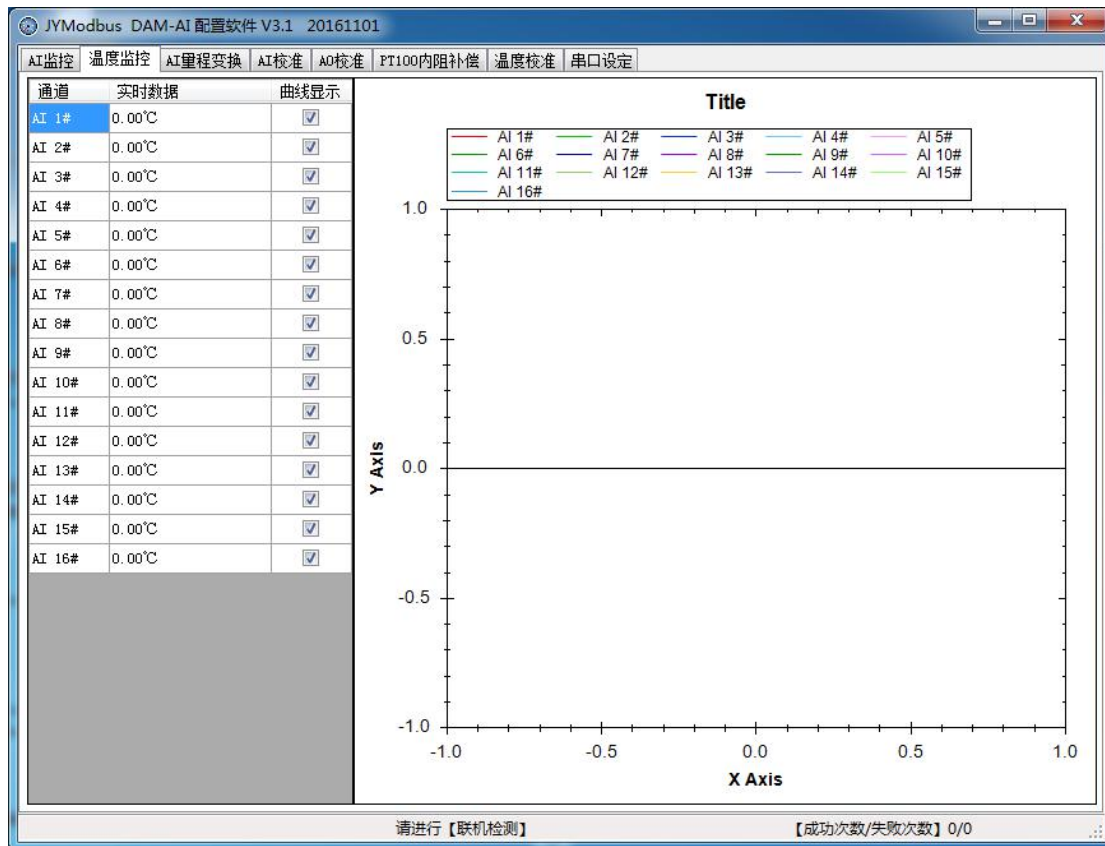 JYModbus DAM-AI 配置软件 V3.1 20161101
AI监控 温度监控 AI量程变换 AI校准 AO校准 PT100内阻补偿 温度校准 串口设定
通道 实时数据 曲线显示
AI 1# 0.00℃
AI 2# 0.00℃
AI 3# 0.00℃
AI 4# 0.00℃
AI 5# 0.00℃
AI 6# 0.00℃
AI 7# 0.00℃
AI 8# 0.00℃
AI 9# 0.00℃
AI 10# 0.00℃
AI 11# 0.00℃
AI 12# 0.00℃
AI 13# 0.00℃
AI 14# 0.00℃
AI 15# 0.00℃
AI 16# 0.00℃
Title
AI 1# AI 2# AI 3# AI 4# AI 5#
AI 6# AI 7# AI 8# AI 9# AI 10#
AI 11# AI 12# AI 13# AI 14# AI 15#
AI 16#
1.0
0.5
0.0
-0.5
-1.0
Y Axis
-1.0 -0.5 0.0 0.5 1.0
X Axis
请进行【联机检测】 【成功次数/失败次数】0/0